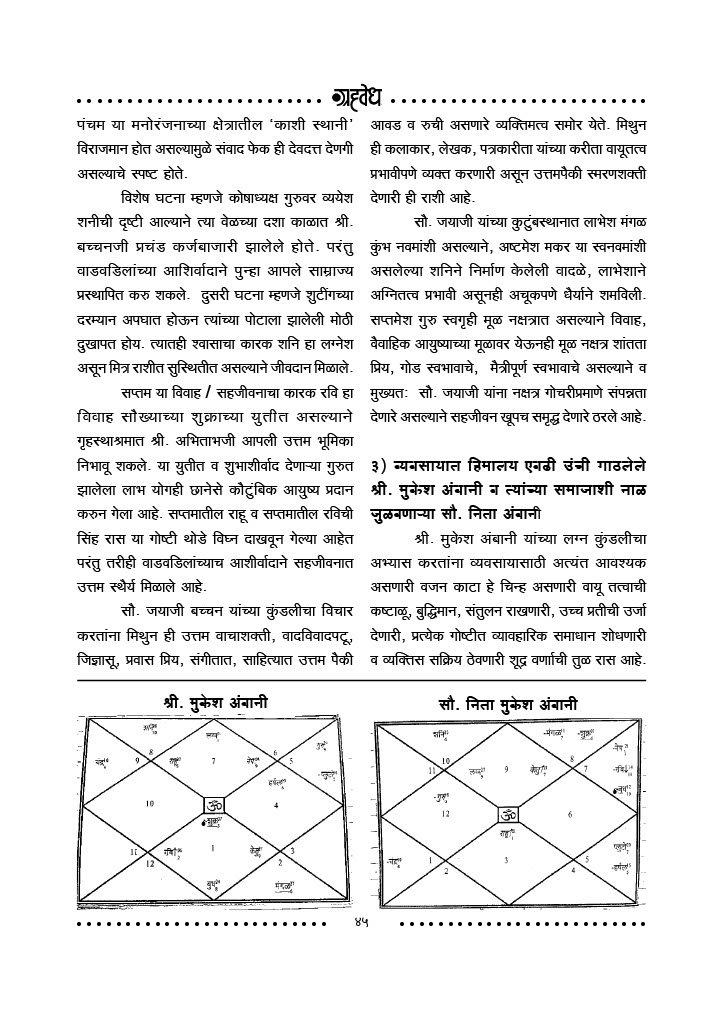 ग्रहवेध
पंचम या मनोरंजनाच्या क्षेत्रातील ‘काशी स्थानी’
विराजमान होत असल्यामुळे संवाद फेक ही देवदत्त देणगी
असल्याचे स्पष्ट होते.
विशेष घटना म्हणजे कोषाध्यक्ष गुरुवर व्ययेश
शनीची दृष्टी आल्याने त्या वेळच्या दशा काळात श्री.
बच्चनजी प्रचंड कर्जबाजारी झालेले होते. परंतु
वाडवडिलांच्या आशिर्वादाने पुन्हा आपले साम्राज्य
प्रस्थापित करु शकले. दुसरी घटना म्हणजे शुटींगच्या
दरम्यान अपघात होऊन त्यांच्या पोटाला झालेली मोठी
दुखापत होय. त्यातही श्वासाचा कारक शनि हा लग्नेश
असून मित्र राशीत सुस्थितीत असल्याने जीवदान मिळाले.
सप्तम या विवाह / सहजीवनाचा कारक रवि हा
विवाह सौख्याच्या शुक्राच्या युतीत असल्याने
गृहस्थाश्रमात श्री. अभिताभजी आपली उत्तम भूमिका
निभावू शकले. या युतीत व शुभाशीर्वाद देणाऱ्या गुरुत
झालेला लाभ योगही छानेसे कौटुंबिक आयुष्य प्रदान
करुन गेला आहे. सप्तमातील राहू व सप्तमातील रविची
सिंह रास या गोष्टी थोडे विघ्न दाखवून गेल्या आहेत
परंतु तरीही वाडवडिलांच्याच आशीर्वादाने सहजीवनात
उत्तम स्थैर्य मिळाले आहे.
सौ. जयाजी बच्चन यांच्या कुंडलीचा विचार
करतांना मिथुन ही उत्तम वाचाशक्ती, वादविवादपटू,
जिज्ञासू, प्रवास प्रिय, संगीतात, साहित्यात उत्तम पैकी
आवड व रुची असणारे व्यक्तिमत्व समोर येते. मिथुन
ही कलाकार, लेखक, पत्रकारीता यांच्या करीता वायूतत्व
प्रभावीपणे व्यक्त करणारी असून उत्तमपैकी स्मरणशक्ती
देणारी ही राशी आहे.
सौ. जयाजी यांच्या कुटुंबस्थानात लाभेश मंगळ
कुंभ नवमांशी असल्याने, अष्टमेश मकर या स्वनवमांशी
असलेल्या शनिने निर्माण केलेली वादळे, लाभेशाने
अग्नितत्व प्रभावी असूनही अचूकपणे धैर्याने शमविली.
सप्तमेश गुरु स्वगृही मूळ नक्षत्रात असल्याने विवाह,
वैवाहिक आयुष्याच्या मूळावर येऊनही मूळ नक्षत्र शांतता
प्रिय, गोड स्वभावाचे, मैत्रीपूर्ण स्वभावाचे असल्याने व
मुख्यत: सौ. जयाजी यांना नक्षत्र गोचरीप्रमाणे संपन्नता
देणारे असल्याने सहजीवन खूपच समृद्ध देणारे ठरले आहे.
३) व्यवसायात हिमालय एवढी उंची गाठलेले
श्री. मुकेश अंबानी व त्यांच्या समाजाशी नाळ
जुळवणाऱ्या सौ. निता अंबानी
श्री. मुकेश अंबानी यांच्या लग्न कुंडलीचा
अभ्यास करतांना व्यवसायासाठी अत्यंत आवश्यक
असणारी वजन काटा हे चिन्ह असणारी वायू तत्वाची
कष्टाळू, बुद्धिमान, संतुलन राखणारी, उच्च प्रतीची उर्जा
देणारी, प्रत्येक गोष्टीत व्यावहारिक समाधान शोधणारी
व व्यक्तिस सक्रिय ठेवणारी शूद्र वर्णाची तुळ रास आहे.
श्री. मुकेश अंबानी
8
6
9
7
5
10
ॐ
4
11
1
3
12
2
सौ. निता मुकेश अंबानी
10
8
11
9
7
12
ॐ
6
1
3
5
2
4
४५